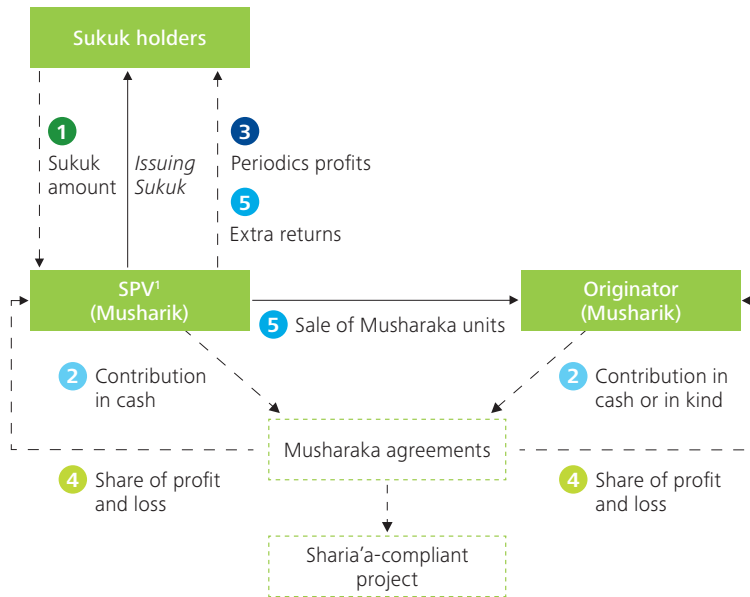 Sukuk holders
1
Sukuk
amount
Issuing
Sukuk
3
Periodics profits
5
Extra returns
SPV¹
(Musharik)
Originator
(Musharik)
5 Sale of Musharaka units
2 Contribution
in cash
2 Contribution in
cash or in kind
Musharaka agreements
4 Share of profit
and loss
4 Share of profit
and loss
Sharia'a-compliant
project